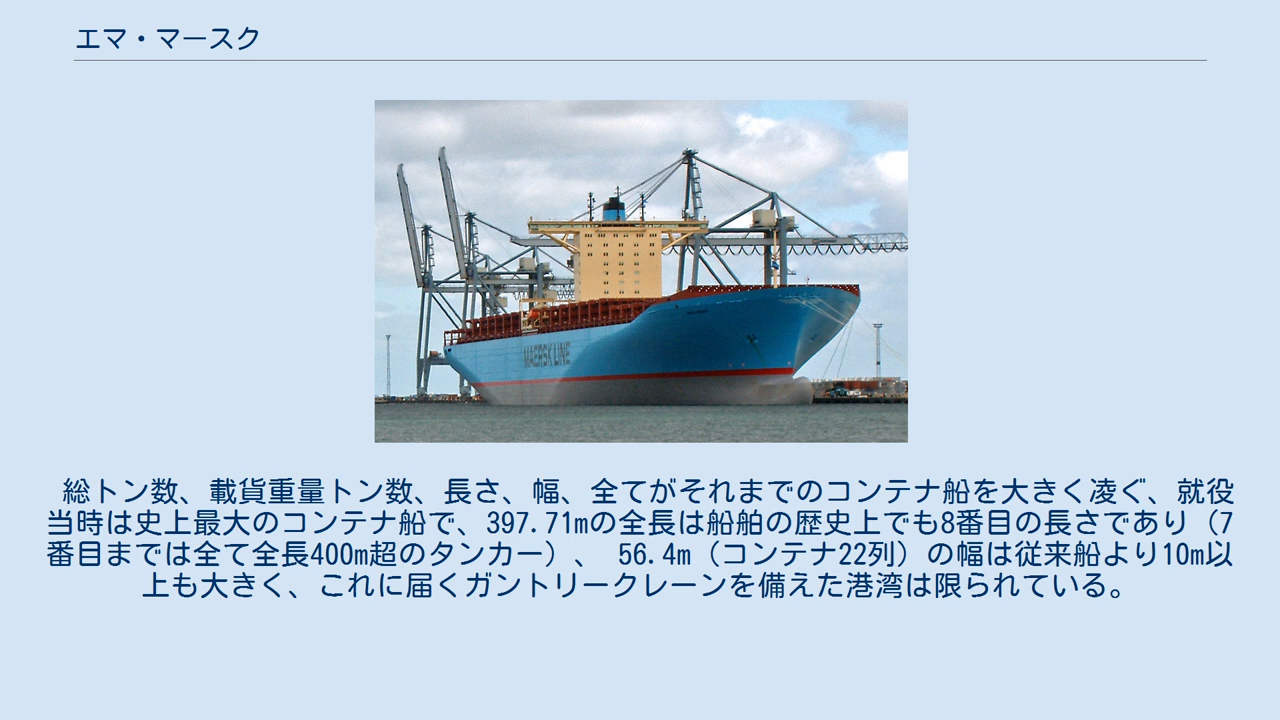 エマ・マースク
MAERSK LINE
総トン数、載貨重量トン数、長さ、幅、全てがそれまでのコンテナ船を大きく凌ぐ、就役
当時は史上最大のコンテナ船で、397.71mの全長は船舶の歴史上でも8番目の長さであり（7
番目までは全て全長400m超のタンカー）、 56.4m（コンテナ22列）の幅は従来船より10m以
上も大きく、これに届くガントリークレーンを備えた港湾は限られている。